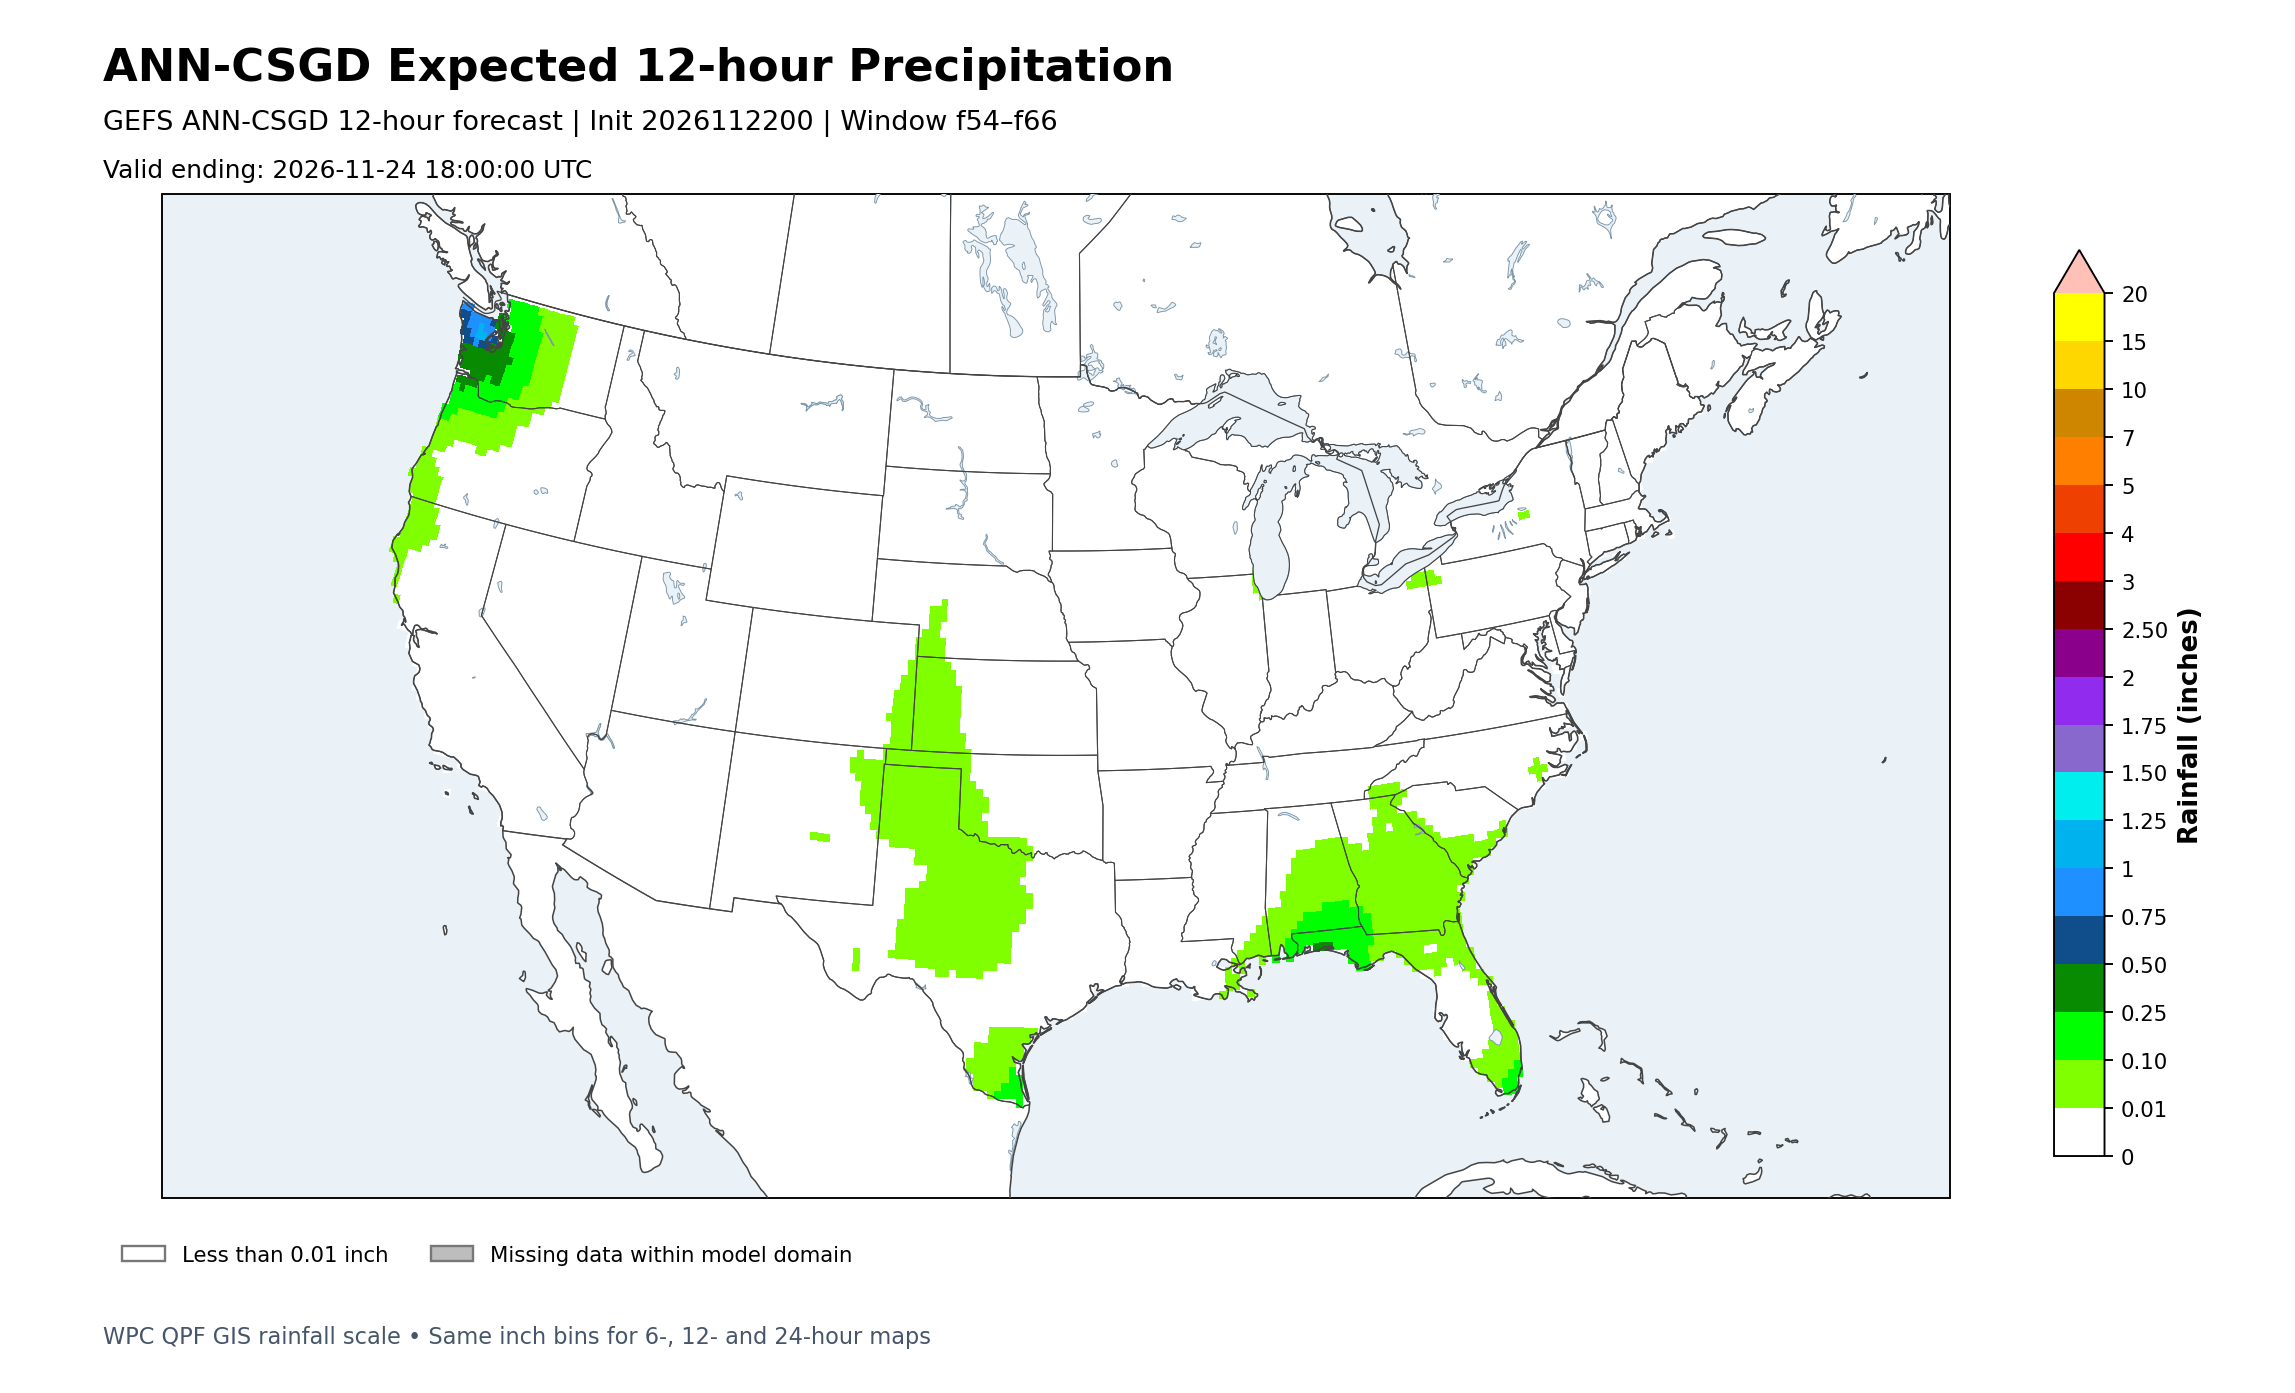 ANN-CSGD Expected 12-hour Precipitation
GEFS ANN-CSGD 12-hour forecast | Init 2026112200 | Window f54–f66
Valid ending: 2026-11-24 18:00:00 UTC
20
15
10
7
5
4
3
2.50
2
1.75
1.50
1.25
1
0.75
0.50
0.25
0.10
0.01
0
Rainfall (inches)
Less than 0.01 inch
Missing data within model domain
WPC QPF GIS rainfall scale • Same inch bins for 6-, 12- and 24-hour maps